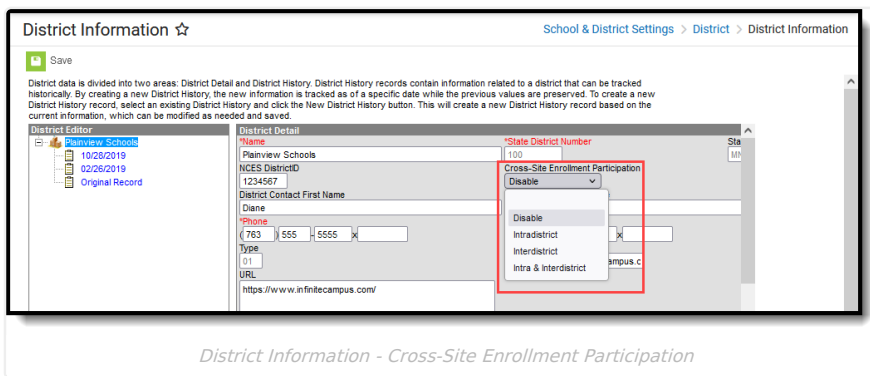 District Information ☆
School & District Settings > District > District Information
Save
District data is divided into two areas: District Detail and District History. District History records contain information related to a district that can be tracked
historically. By creating a new District History, the new information is tracked as of a specific date while the previous values are preserved. To create a new
District History record, select an existing District History and click the New District History button. This will create a new District History record based on the
current information, which can be modified as needed and saved.
District Editor
Plainview Schools
10/28/2019
02/26/2019
Original Record
District Detail
*Name
*State District Number
Plainview Schools
100
NCES DistrictID
Cross-Site Enrollment Participation
1234567
Disable
District Contact First Name
Diane
Disable
Intradistrict
Interdistrict
Intra & Interdistrict
*Phone
( 763 ) 555 - 5555 x
x
Type
01
URL
https://www.infinitecampus.com/
District Information - Cross-Site Enrollment Participation